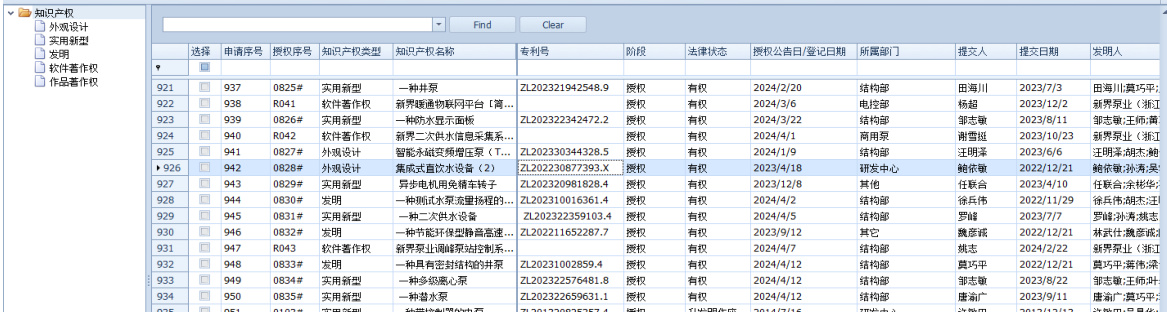 知识产权
外观设计
实用新型
发明
软件著作权
作品著作权
Find Clear
选择 申请序号 授权序号 知识产权类型 知识产权名称 专利号 阶段 法律状态 授权公告日/登记日期 所属部门 提交人 提交日期 发明人
921 937 0825# 实用新型 一种井泵 ZL202321942548.9 授权 有权 2024/2/20 结构部 田海川 2023/7/3 田海川;莫巧平;
922 938 R041 软件著作权 新界暖通物联网平台［简... 授权 有权 2024/3/6 电控部 杨超 2023/12/2 新界泵业（浙江
923 939 0826# 实用新型 一种防水显示面板 ZL202322342472.2 授权 有权 2024/3/22 结构部 邹志敏 2023/8/11 邹志敏;王师;黄
924 940 R042 软件著作权 新界二次供水信息采集系... 授权 有权 2024/4/1 商用泵 谢雪挺 2023/10/23 新界泵业（浙江
925 941 0827# 外观设计 智能永磁变频增压泵（T... ZL202330344328.5 授权 有权 2024/1/9 结构部 汪明泽 2023/6/6 汪明泽;胡杰;鲍
926 942 0828# 外观设计 集成式直饮水设备（2） ZL202230877393.X 授权 有权 2023/4/18 研发中心 鲍依敏 2022/12/21 鲍依敏;孙涛;吴
927 943 0829# 实用新型 异步电机用免精车转子 ZL202320981828.4 授权 有权 2023/12/8 其他 任联合 2023/4/10 任联合;余彬华;
928 944 0830# 发明 一种测试水泵流量扬程的... ZL202310016361.4 授权 有权 2024/4/2 结构部 徐兵伟 2022/11/29 徐兵伟;胡杰;汪
929 945 0831# 实用新型 一种二次供水设备 ZL202322359103.4 授权 有权 2024/4/5 结构部 罗峰 2023/7/7 罗峰;孙涛;姚志
930 946 0832# 发明 一种节能环保型静音高速... ZL202211652287.7 授权 有权 2023/9/12 其它 魏彦诚 2022/12/21 林武仕;魏彦诚;
931 947 R043 软件著作权 新界泵业调峰泵站控制系... 授权 有权 2024/4/7 结构部 姚志 2024/2/22 新界泵业（浙江
932 948 0833# 发明 一种具有密封结构的井泵 ZL20231002859.4 授权 有权 2024/4/12 结构部 莫巧平 2022/12/21 莫巧平;蒋伟;梁
933 949 0834# 实用新型 一种多级离心泵 ZL202322576481.8 授权 有权 2024/4/12 结构部 邹志敏 2023/8/22 邹志敏;王师;叶
934 950 0835# 实用新型 一种潜水泵 ZL202322659631.1 授权 有权 2024/4/12 结构部 唐渝广 2023/9/11 唐渝广;莫巧平;